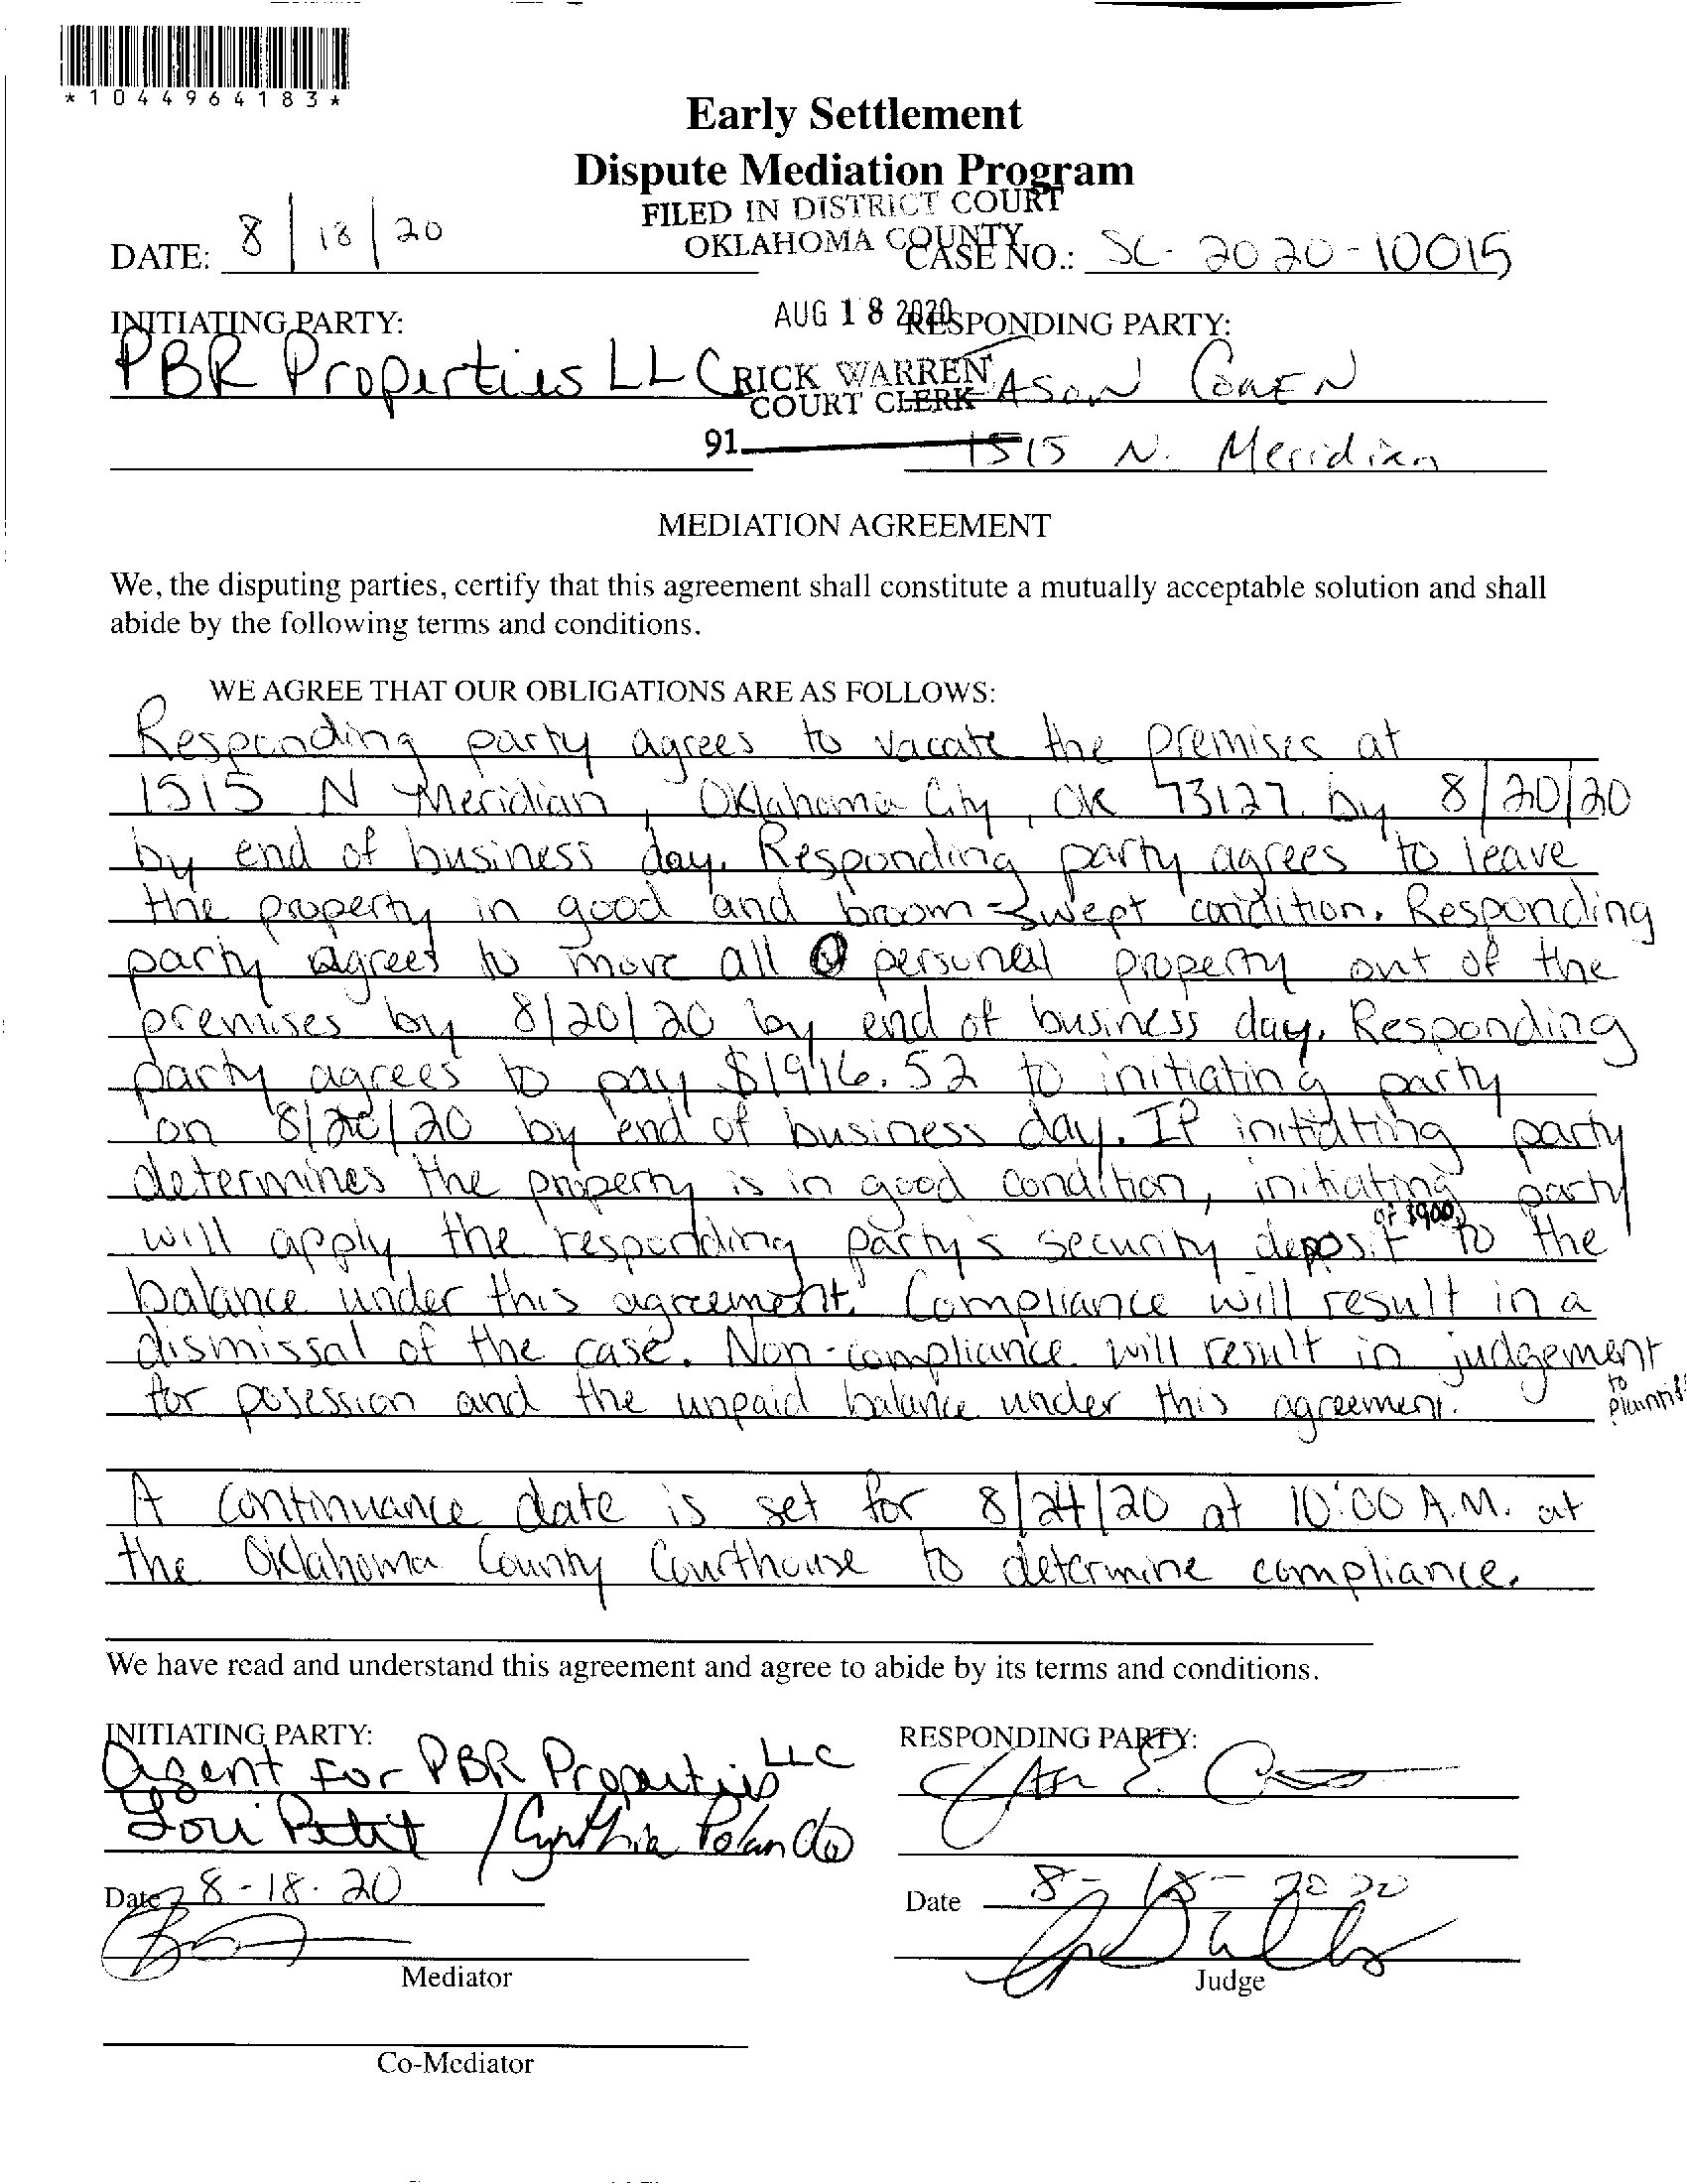 *1044964183*
Early Settlement
Dispute Mediation Program
FILED IN DISTRICT COURT
OKLAHOMA COUNTY
DATE: 8/18/20
CASE NO.: SC-2020-10015
AUG 18 2020
INITIATING PARTY:
RESPONDING PARTY:
PBR Properties LLC
RICK WARREN
COURT CLERK
JASON
91
1515 N. Meridian
MEDIATION AGREEMENT
We, the disputing parties, certify that this agreement shall constitute a mutually acceptable solution and shall
abide by the following terms and conditions.
WE AGREE THAT OUR OBLIGATIONS ARE AS FOLLOWS:
Responding party agrees to vacate the premises at
1515 N Meridian, Oklahoma City, OK 73127. by 8/20/20
by end of business day. Responding party agrees to leave
the property in good and broom-swept condition. Responding
party agrees to move all personal property out of the
premises by 8/20/20 by end of business day. Responding
party agrees to pay to initiating party
on 8/20/20 by end of business day. If initiating party
determines the property is in good condition, initiating party
will apply the responding party's security deposit of $900 to the
balance under this agreement. Compliance will result in a
dismissal of the case. Non-compliance will result in judgement
to plaintiff
for posession and the unpaid balance under this agreement.
A continuance date is set for 8/24/20 at 10:00 A.M. at
the Oklahoma County Courthouse to determine compliance.
We have read and understand this agreement and agree to abide by its terms and conditions.
INITIATING PARTY:
RESPONDING PARTY:
Agent for PBR Properties LLC
Lori Petit / Cynthia Polando
Date 8-18-20
Date 8-18-2020
Mediator
Judge
Co-Mediator